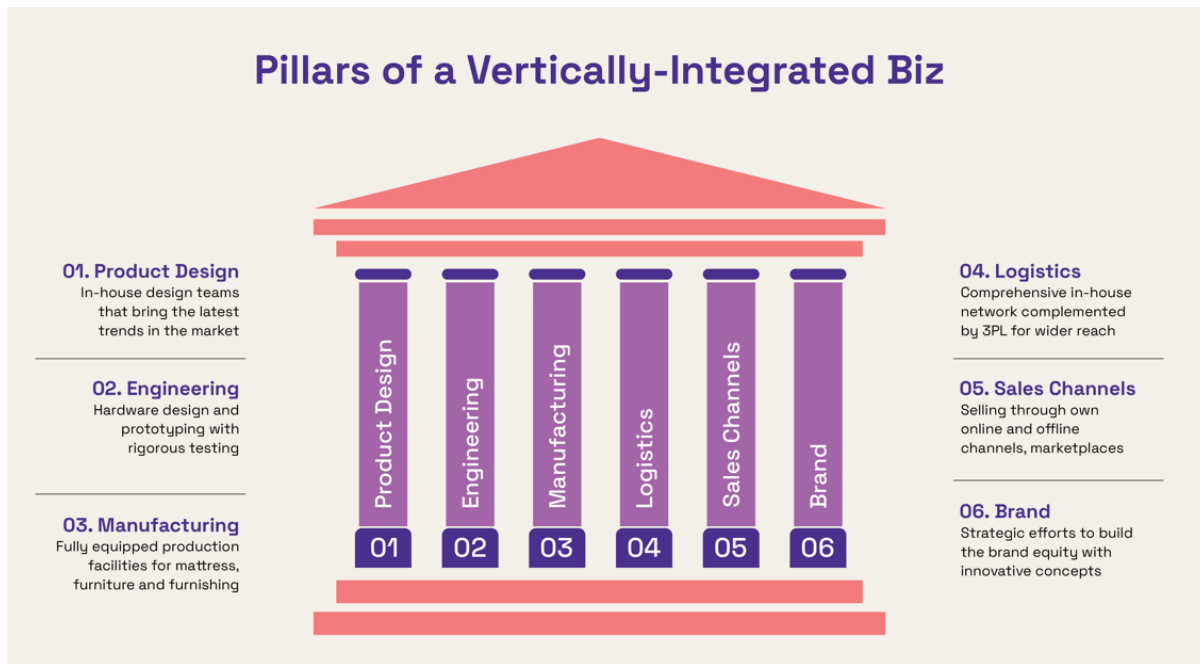 Pillars of a Vertically-Integrated Biz
01. Product Design
In-house design teams
that bring the latest
trends in the market
02. Engineering
Hardware design and
prototyping with
rigorous testing
03. Manufacturing
Fully equipped production
facilities for mattress,
furniture and furnishing
Product Design
Engineering
Manufacturing
Logistics
Sales Channels
Brand
01
02
03
04
05
06
04. Logistics
Comprehensive in-house
network complemented
by 3PL for wider reach
05. Sales Channels
Selling through own
online and offline
channels, marketplaces
06. Brand
Strategic efforts to build
the brand equity with
innovative concepts